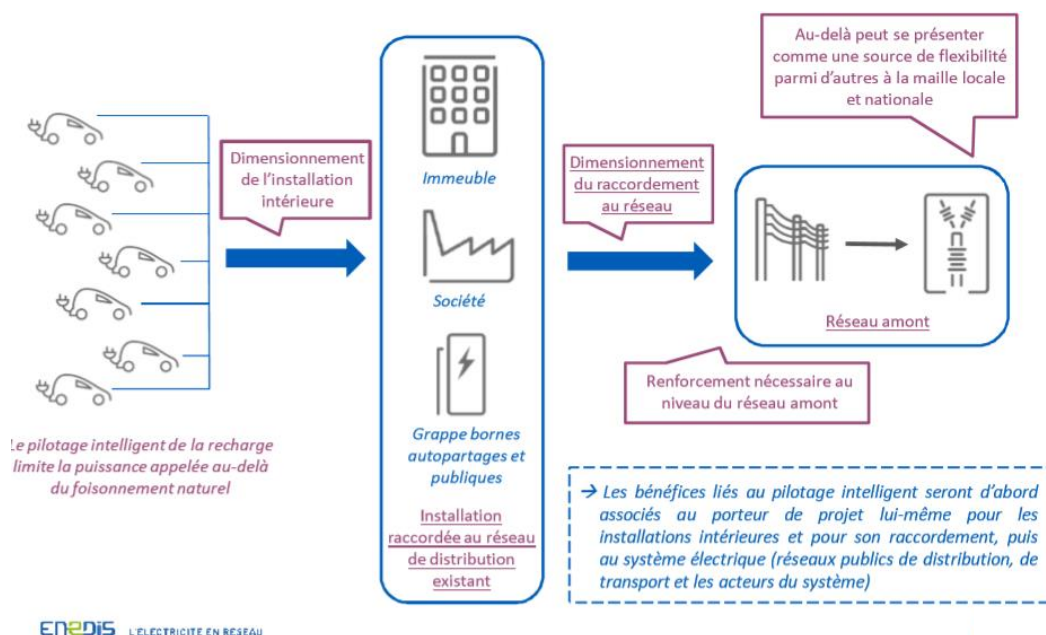 Au-delà peut se présenter
comme une source de flexibilité
parmi d'autres à la maille locale
et nationale
Dimensionnement
de l'installation
intérieure
Immeuble
Dimensionnement
du raccordement
au réseau
Société
Réseau amont
Renforcement nécessaire au
niveau du réseau amont
Grappe bornes
autopartages et
publiques
Le pilotage intelligent de la recharge
limite la puissance appelée au-delà
du foisonnement naturel
Installation
raccordée au réseau
de distribution
existant
→ Les bénéfices liés au pilotage intelligent seront d'abord
associés au porteur de projet lui-même pour les
installations intérieures et pour son raccordement, puis
au système électrique (réseaux publics de distribution, de
transport et les acteurs du système)
ENEDIS L'ELECTRICITE EN RESEAU